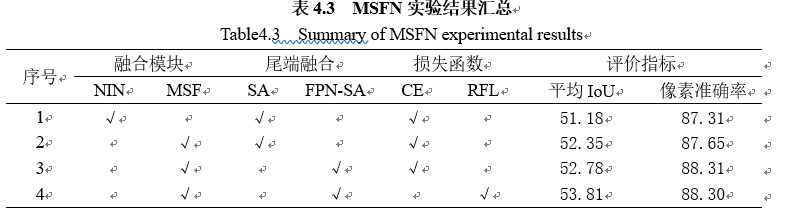 表 4.3 MSFN 实验结果汇总
Table4.3 Summary of MSFN experimental results
序号 融合模块 尾端融合 损失函数 评价指标
NIN MSF SA FPN-SA CE RFL 平均 IoU 像素准确率
1 √ √ √ 51.18 87.31
2 √ √ √ 52.35 87.65
3 √ √ √ 52.78 88.31
4 √ √ √ 53.81 88.30